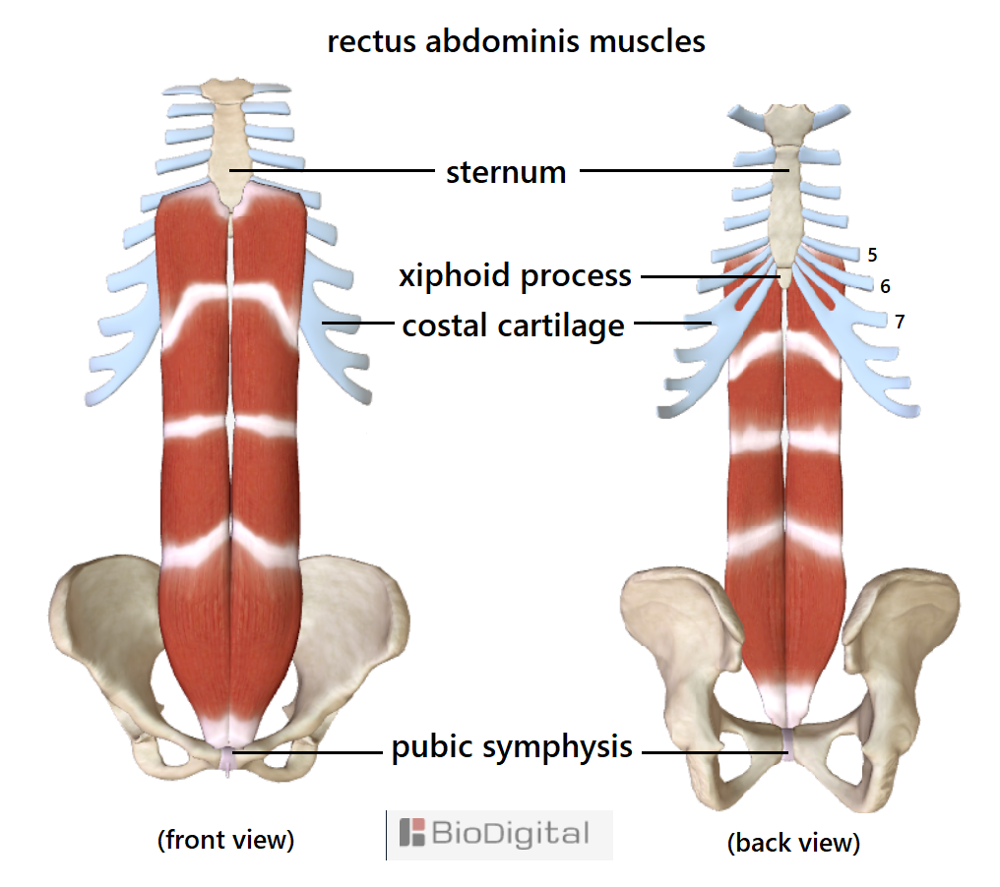 rectus abdominis muscles
sternum
5
xiphoid process
6
costal cartilage
7
pubic symphysis
BioDigital
(front view)
(back view)